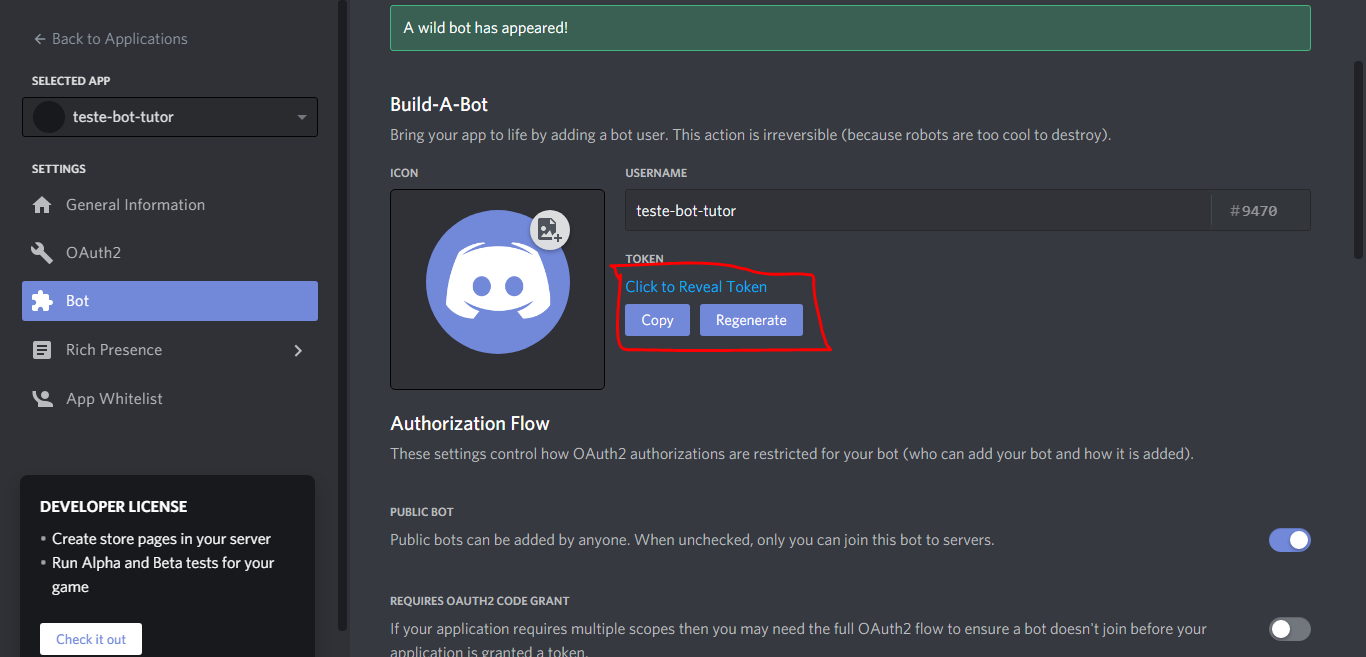 Back to Applications
SELECTED APP
teste-bot-tutor
SETTINGS
General Information
OAuth2
Bot
Rich Presence
App Whitelist
DEVELOPER LICENSE
• Create store pages in your server
• Run Alpha and Beta tests for your
game
Check it out
A wild bot has appeared!
Build-A-Bot
Bring your app to life by adding a bot user. This action is irreversible (because robots are too cool to destroy).
ICON
USERNAME
teste-bot-tutor
#9470
TOKEN
Click to Reveal Token
Copy
Regenerate
Authorization Flow
These settings control how OAuth2 authorizations are restricted for your bot (who can add your bot and how it is added).
PUBLIC BOT
Public bots can be added by anyone. When unchecked, only you can join this bot to servers.
REQUIRES OAUTH2 CODE GRANT
If your application requires multiple scopes then you may need the full OAuth2 flow to ensure a bot doesn't join before your
application is granted a token.